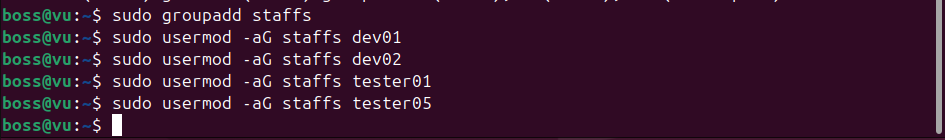 boss@vu:~$ sudo groupadd staffs
boss@vu:~$ sudo usermod -aG staffs dev01
boss@vu:~$ sudo usermod -aG staffs dev02
boss@vu:~$ sudo usermod -aG staffs tester01
boss@vu:~$ sudo usermod -aG staffs tester05
boss@vu:~$